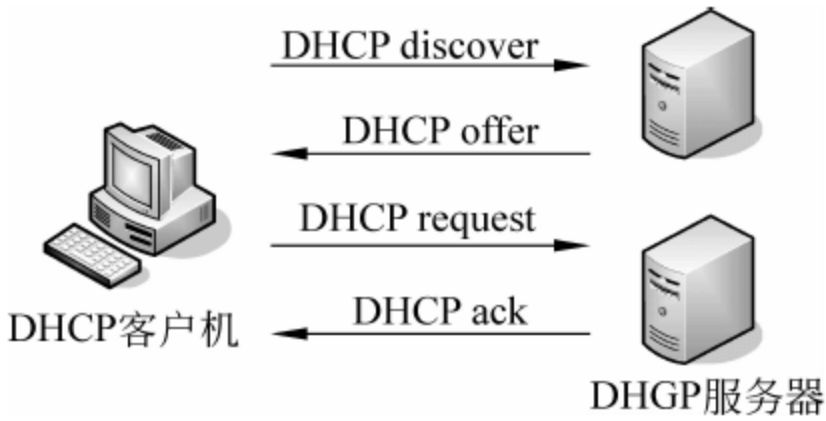 DHCP discover
DHCP offer
DHCP request
DHCP ack
DHCP客户机
DHGP服务器